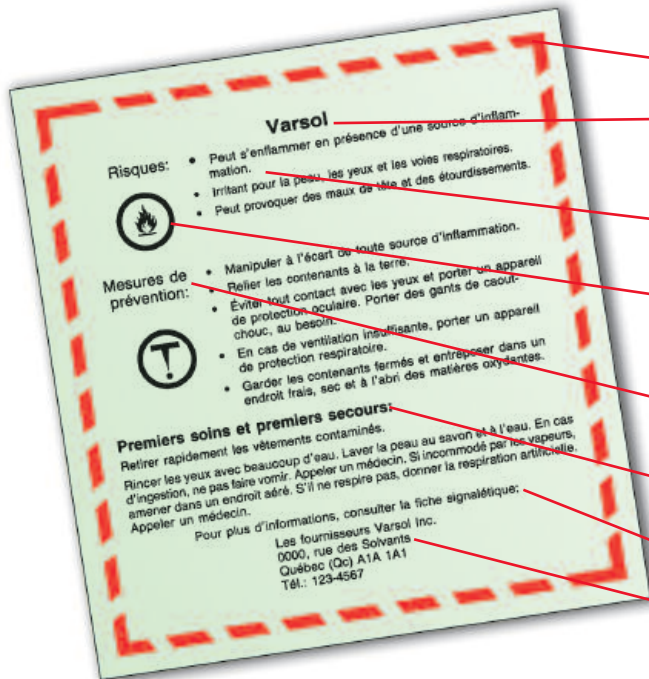 Varsol
Risques:
• Peut s'enflammer en présence d'une source d'inflam-
mation.
• Irritant pour la peau, les yeux et les voies respiratoires.
• Peut provoquer des maux de tête et des étourdissements.
Mesures de
prévention:
• Manipuler à l'écart de toute source d'inflammation.
• Relier les contenants à la terre.
• Éviter tout contact avec les yeux et porter un appareil
de protection oculaire. Porter des gants de caout-
chouc, au besoin.
• En cas de ventilation insuffisante, porter un appareil
de protection respiratoire.
• Garder les contenants fermés et entreposer dans un
endroit frais, sec et à l'abri des matières oxydantes.
Premiers soins et premiers secours:
Retirer rapidement les vêtements contaminés.
Rincer les yeux avec beaucoup d'eau. Laver la peau au savon et à l'eau. En cas
d'ingestion, ne pas faire vomir. Appeler un médecin. Si incommodé par les vapeurs,
amener dans un endroit aéré. S'il ne respire pas, donner la respiration artificielle.
Appeler un médecin.
Pour plus d'informations, consulter la fiche signalétique:
Les fournisseurs Varsol Inc.
0000, rue des Solvants
Québec (Qc) A1A 1A1
Tél.: 123-4567